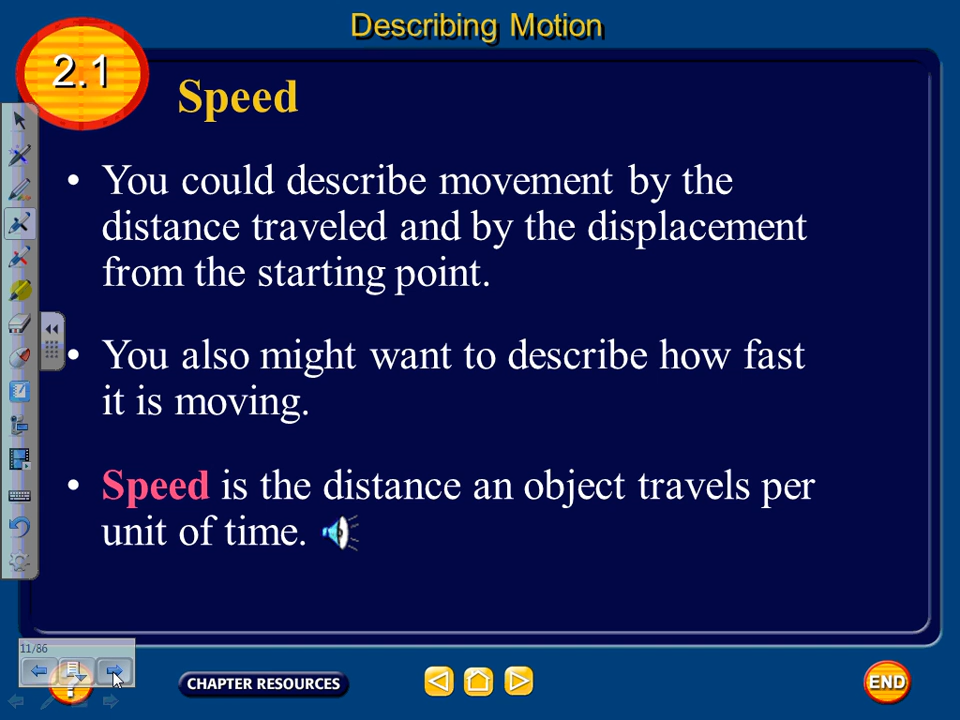 Describing Motion
2.1
Speed
• You could describe movement by the
distance traveled and by the displacement
from the starting point.
• You also might want to describe how fast
it is moving.
• Speed is the distance an object travels per
unit of time.
11/86
?
CHAPTER RESOURCES
END